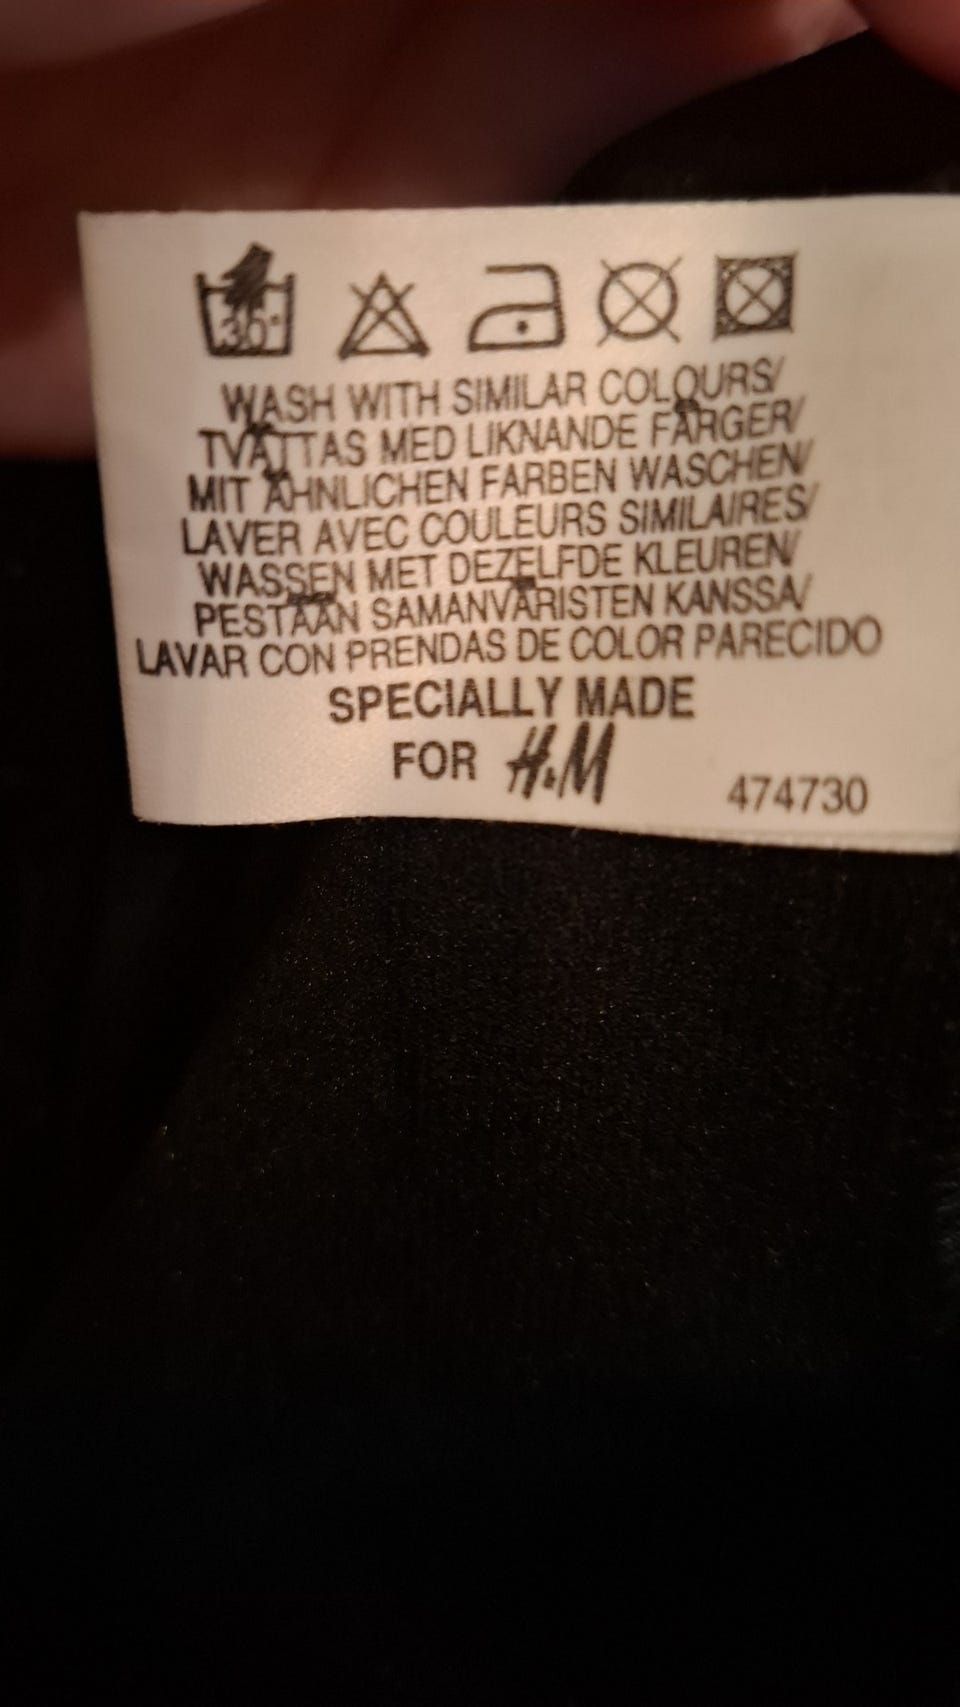 30°
WASH WITH SIMILAR COLOURS/
TVÄTTAS MED LIKNANDE FÄRGER/
MIT ÄHNLICHEN FARBEN WASCHEN/
LAVER AVEC COULEURS SIMILAIRES/
WASSEN MET DEZELFDE KLEUREN/
PESTÄÄN SAMANVÄRISTEN KANSSA/
LAVAR CON PRENDAS DE COLOR PARECIDO
SPECIALLY MADE
FOR H&M
474730